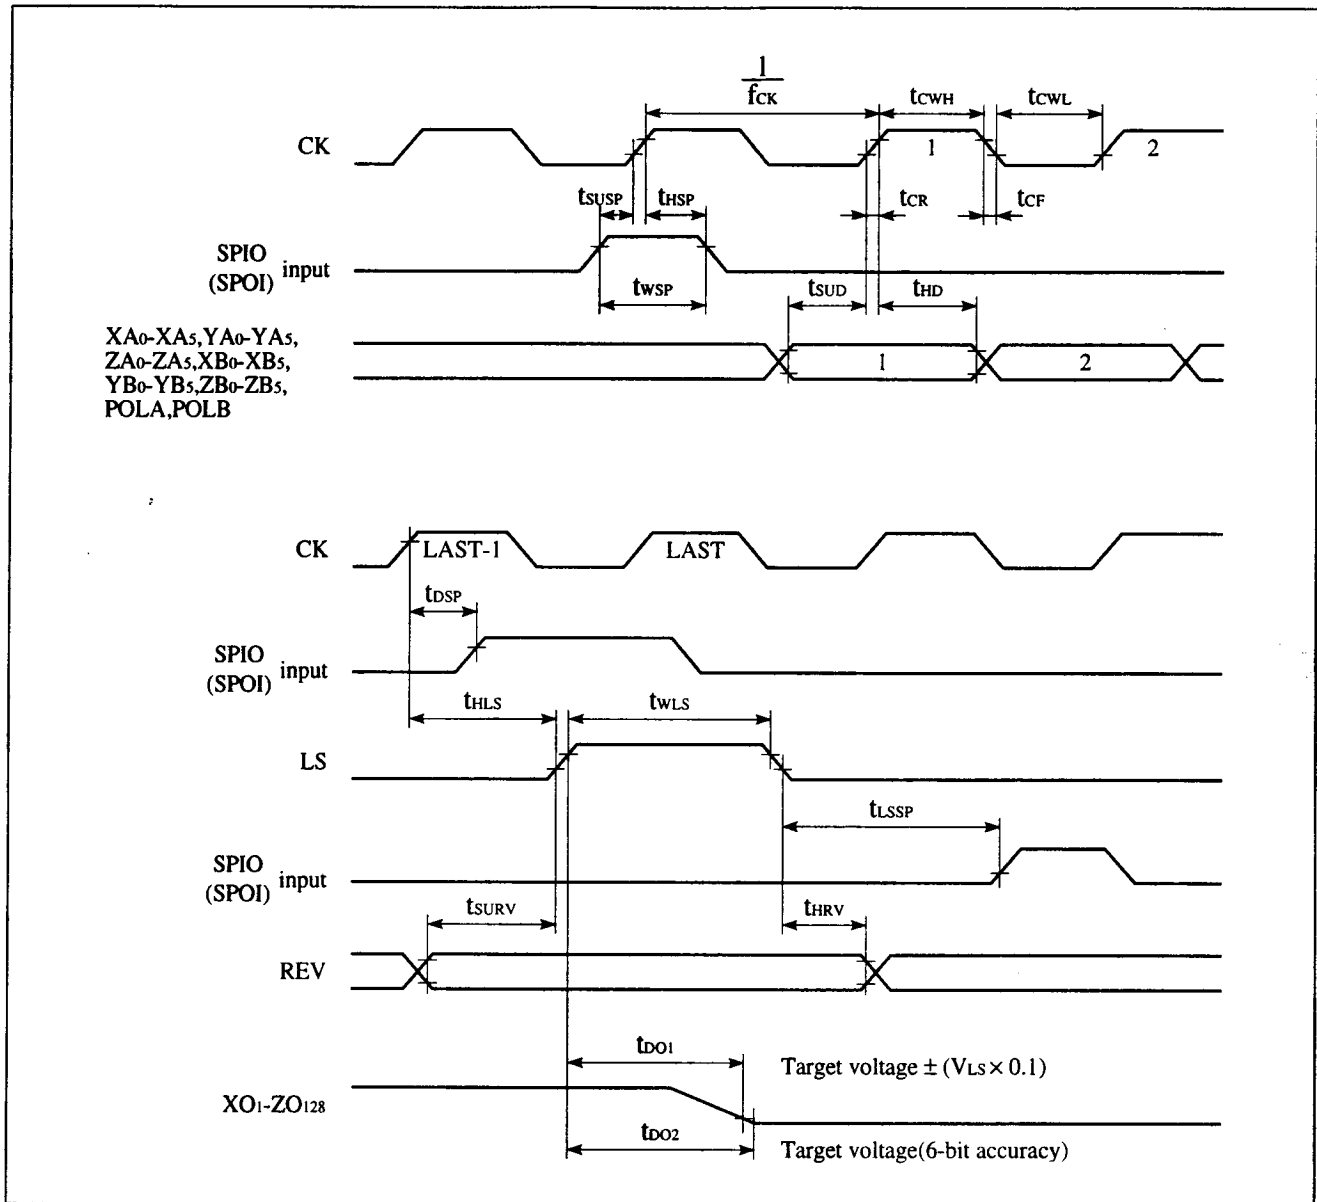 1
fCK
tCWH
tCWL
CK
1
2
tSUSP
tHSP
tCR
tCF
SPIO
(SPOI) input
tWSP
tSUD
tHD
XA0-XA5,YA0-YA5,
ZA0-ZA5,XB0-XB5,
YB0-YB5,ZB0-ZB5,
POLA,POLB
1
2
CK
LAST-1
LAST
tDSP
SPIO
(SPOI) input
tHLS
tWLS
LS
tLSSP
SPIO
(SPOI) input
tSURV
tHRV
REV
tDO1
Target voltage ± (VLS × 0.1)
XO1-ZO128
tDO2
Target voltage(6-bit accuracy)